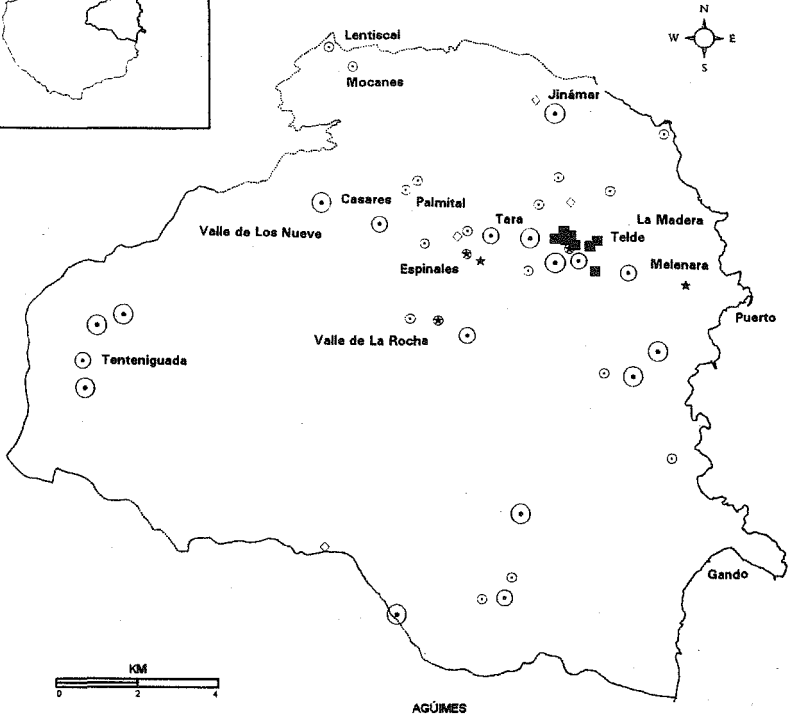 N
W E
S
Lentiscal
Mocanes
Jinámar
Casares
Palmital
Valle de Los Nueve
Tara
La Madera
Telde
Espinales
Melenara
Puerto
Valle de La Rocha
Tenteniguada
Gando
KM
0 2 4
AGÜIMES